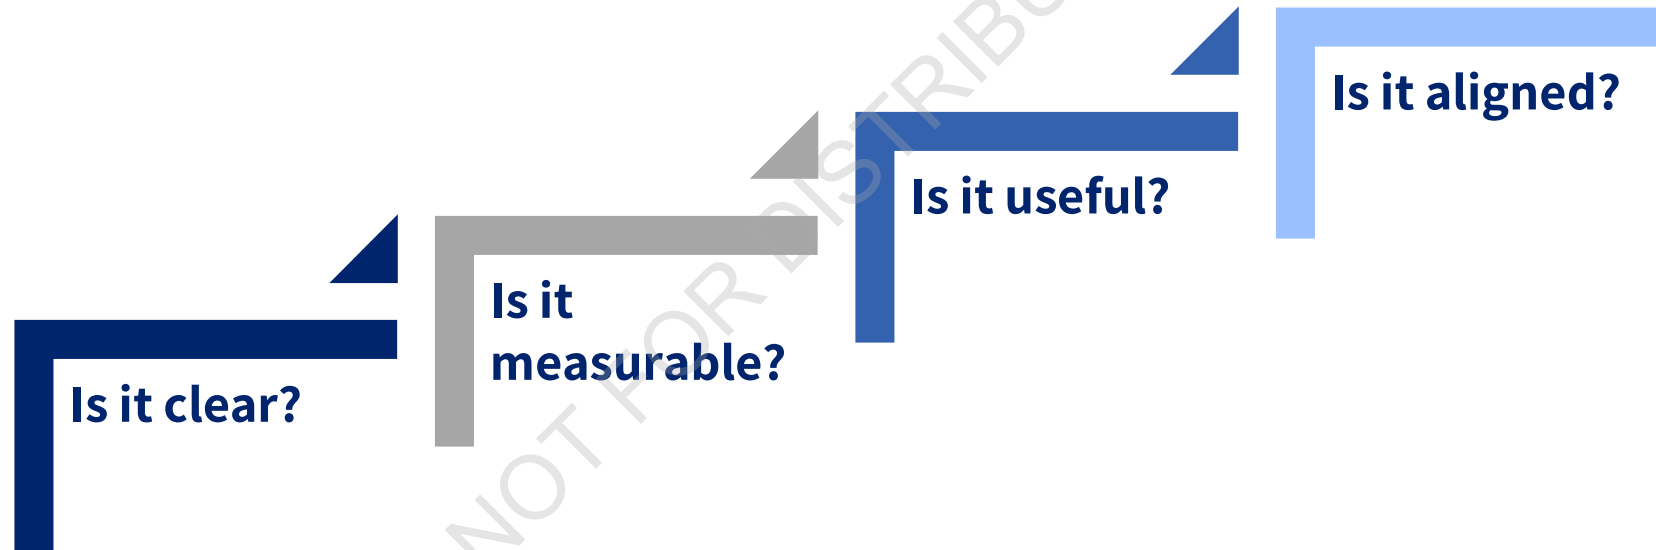 Is it clear?
Is it
measurable?
Is it useful?
Is it aligned?
NOT FOR DISTRIBU